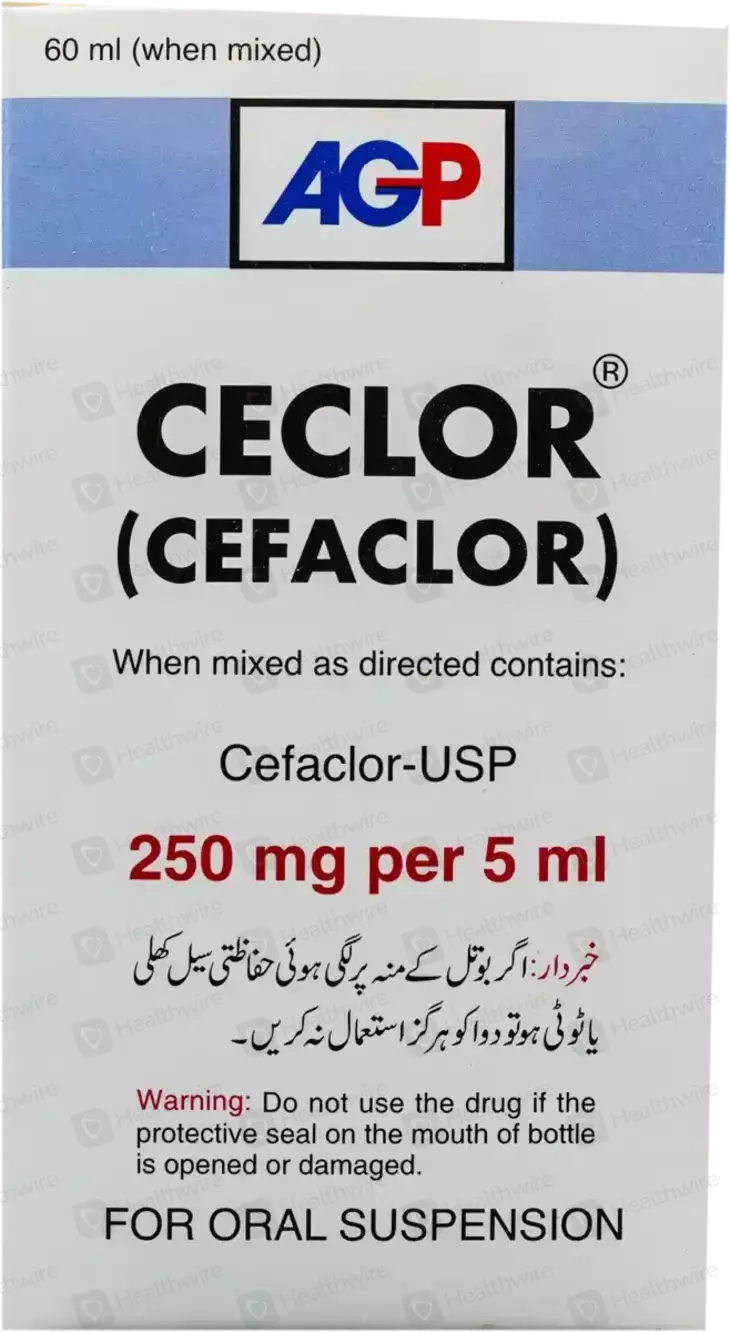 60 ml (when mixed)
AGP
CECLOR®
(CEFACLOR)
When mixed as directed contains:
Cefaclor-USP
250 mg per 5 ml
خبردار: اگر بوتل کے منہ پر لگی ہوئی حفاظتی سیل کھلی
یا ٹوٹی ہو تو دوا کو ہرگز استعمال نہ کریں۔
Warning: Do not use the drug if the
protective seal on the mouth of bottle
is opened or damaged.
FOR ORAL SUSPENSION
Healthwire